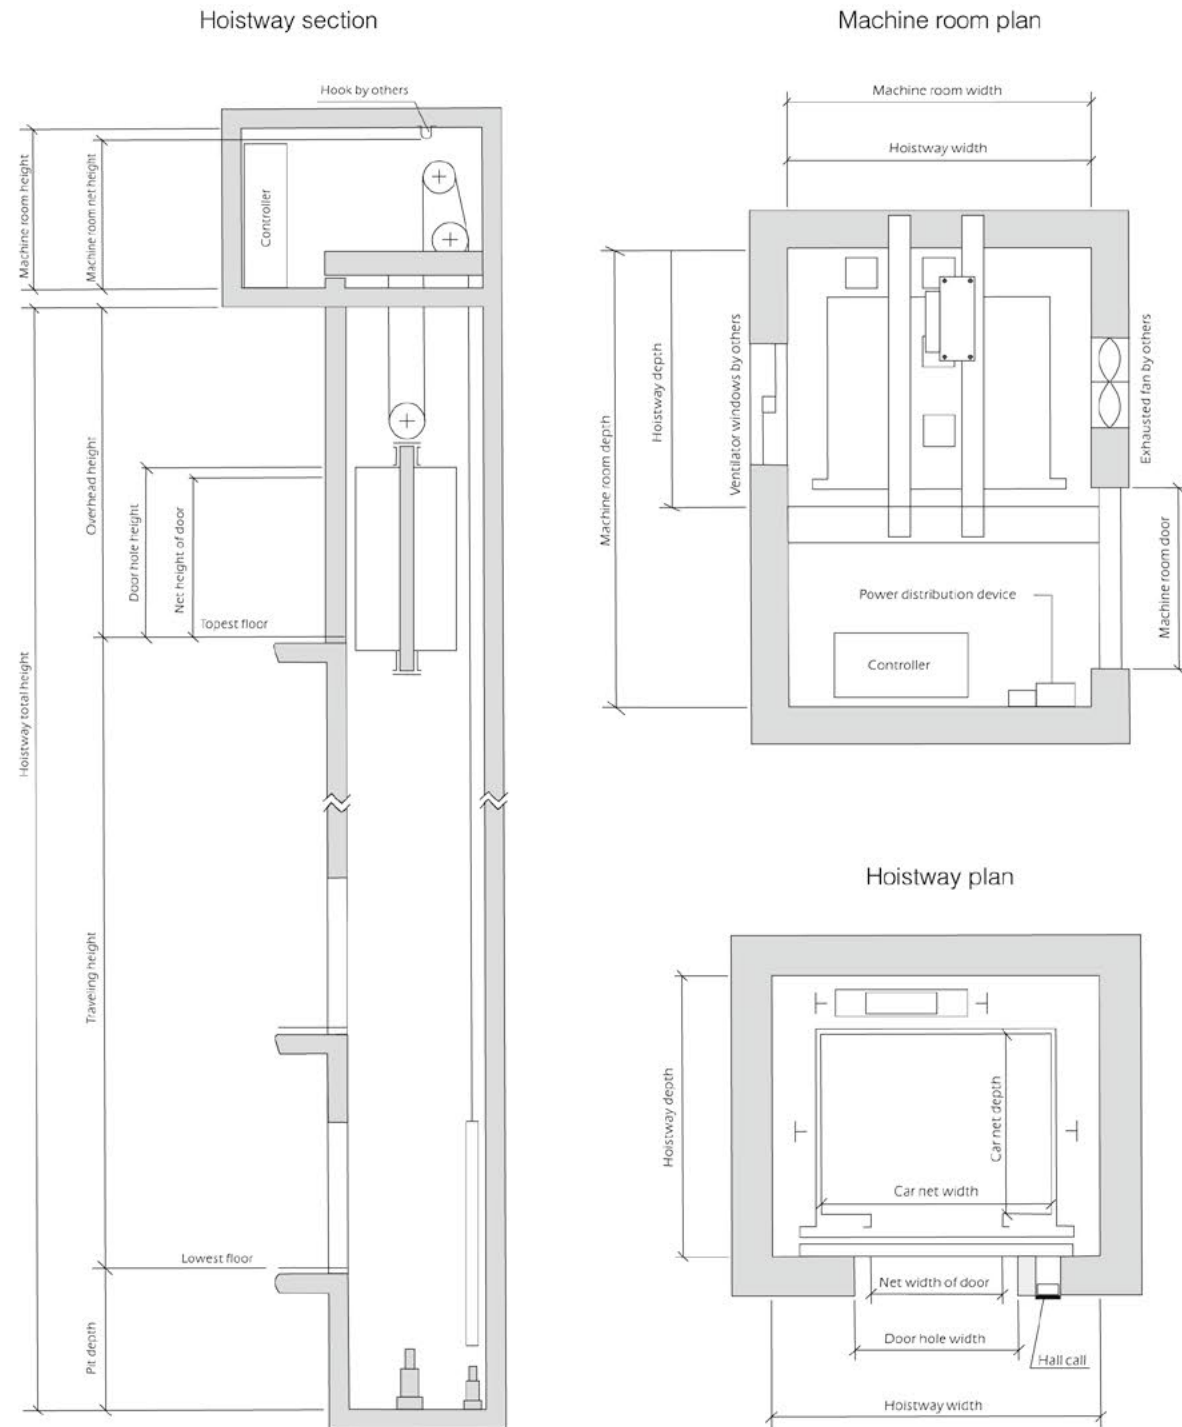 Hoistway section
Hook by others
Machine room height
Machine room net height
Controller
Overhead height
Door hole height
Net height of door
Topest floor
Hoistway total height
Traveling height
Lowest floor
Pit depth
Machine room plan
Machine room width
Hoistway width
Hoistway depth
Machine room depth
Ventilator windows by others
Exhausted fan by others
Machine room door
Power distribution device
Controller
Hoistway plan
Hoistway depth
Car net depth
Car net width
Net width of door
Door hole width
Hall call
Hoistway width